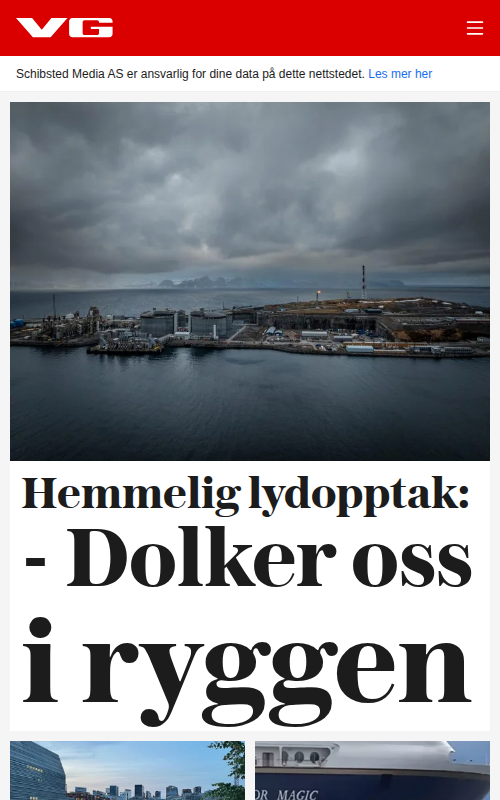 VG
Schibsted Media AS er ansvarlig for dine data på dette nettstedet. Les mer her
Hemmelig lydopptak:
- Dolker oss
i ryggen
OR MAGIC